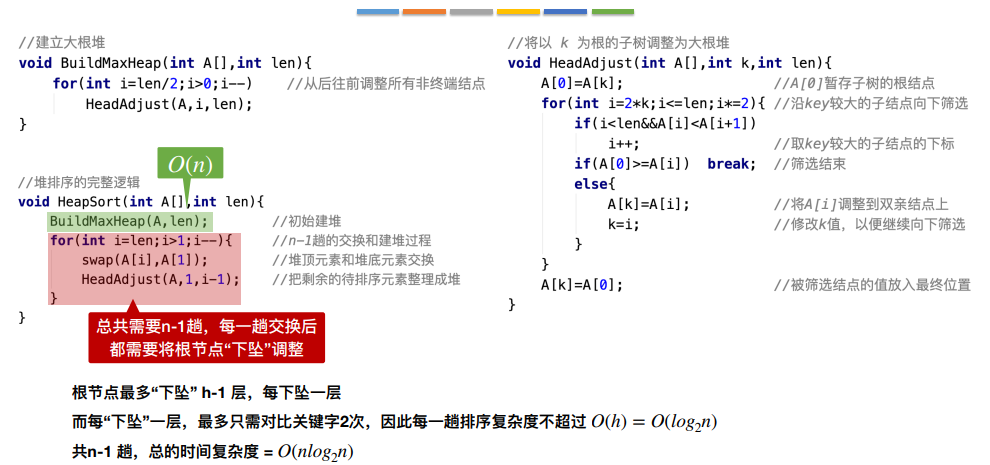 //建立大根堆
void BuildMaxHeap(int A[],int len){
    for(int i=len/2;i>0;i--)    //从后往前调整所有非终端结点
        HeadAdjust(A,i,len);
}
O(n)
//堆排序的完整逻辑
void HeapSort(int A[],int len){
    BuildMaxHeap(A,len);    //初始建堆
    for(int i=len;i>1;i--){    //n-1趟的交换和建堆过程
        swap(A[i],A[1]);    //堆顶元素和堆底元素交换
        HeadAdjust(A,1,i-1);    //把剩余的待排序元素整理成堆
    }
}
总共需要n-1趟，每一趟交换后
都需要将根节点“下坠”调整
//将以 k 为根的子树调整为大根堆
void HeadAdjust(int A[],int k,int len){
    A[0]=A[k];    //A[0]暂存子树的根结点
    for(int i=2*k;i<=len;i*=2){    //沿key较大的子结点向下筛选
        if(i<len&&A[i]<A[i+1])
            i++;    //取key较大的子结点的下标
        if(A[0]>=A[i])  break;    //筛选结束
        else{
            A[k]=A[i];    //将A[i]调整到双亲结点上
            k=i;    //修改k值，以便继续向下筛选
        }
    }
    A[k]=A[0];    //被筛选结点的值放入最终位置
}
根节点最多“下坠” h-1 层，每下坠一层
而每“下坠”一层，最多只需对比关键字2次，因此每一趟排序复杂度不超过 O(h) = O(log₂n)
共n-1 趟，总的时间复杂度 = O(nlog₂n)